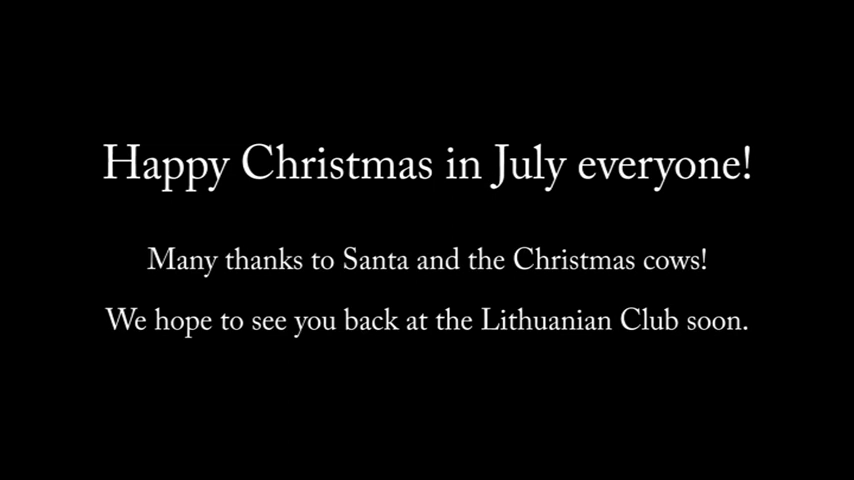 Happy Christmas in July everyone!
Many thanks to Santa and the Christmas cows!
We hope to see you back at the Lithuanian Club soon.